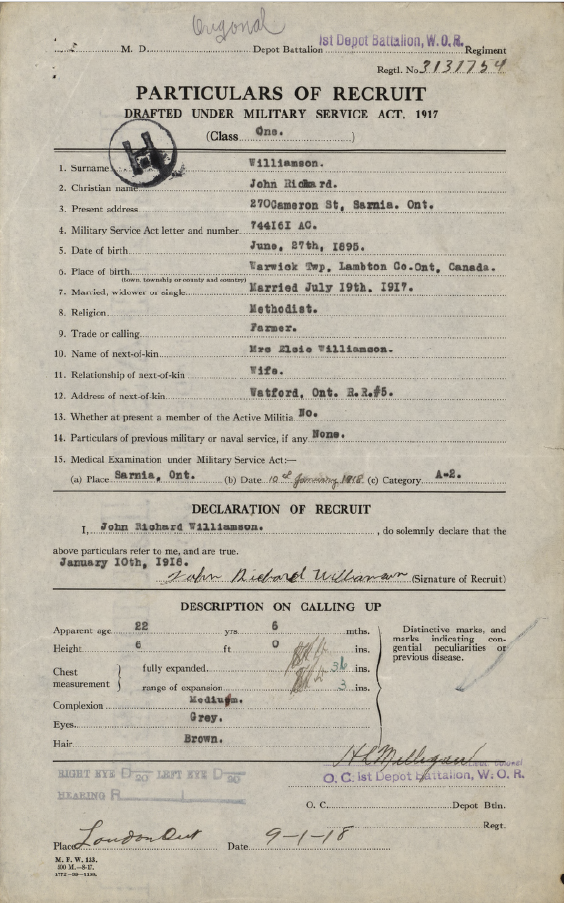 Orogonal
M. D. Depot Battalion 1st Depot Battalion, W.O.R. Regiment
Regtl. No. 3131754
PARTICULARS OF RECRUIT
DRAFTED UNDER MILITARY SERVICE ACT, 1917
(Class One. )
H
1. Surname Williamson.
2. Christian name John Richard.
3. Present address 270Cameron St, Sarnia. Ont.
4. Military Service Act letter and number 744161 AC.
5. Date of birth June, 27th, 1895.
6. Place of birth Warwick Twp, Lambton Co.Ont, Canada.
(town, township or county and country)
7. Married, widower or single Married July 19th. 1917.
8. Religion Methodist.
9. Trade or calling Farmer.
10. Name of next-of-kin Mrs Elsie Williamson.
11. Relationship of next-of-kin Wife.
12. Address of next-of-kin Watford, Ont. R.R.#5.
13. Whether at present a member of the Active Militia No.
14. Particulars of previous military or naval service, if any None.
15. Medical Examination under Military Service Act:—
(a) Place Sarnia, Ont. (b) Date 10th January 1918 (c) Category A-2.
DECLARATION OF RECRUIT
I, John Richard Williamson. , do solemnly declare that the
above particulars refer to me, and are true.
January 10th, 1918.
John Richard Williamson (Signature of Recruit)
DESCRIPTION ON CALLING UP
Apparent age 22 yrs 6 mths.
Height 6 ft 0 ins.
Chest measurement fully expanded 36 ins.
range of expansion 3 ins.
Complexion Medium.
Eyes Grey.
Hair Brown.
Distinctive marks, and
marks indicating con-
genital peculiarities or
previous disease.
RIGHT EYE D 20 LEFT EYE D 20
HEARING R L
H L Milligan
O. C. 1st Depot Battalion, W. O. R.
O. C. Depot Btln.
Regt.
Place London Ont Date 9-1-18
M. F. W. 133.